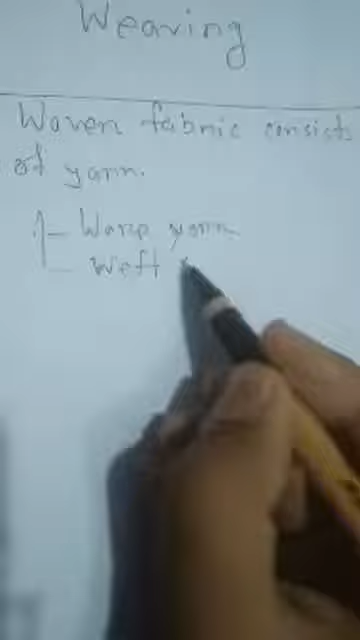 Weaving
Woven fabric consists
of yarn.
Warp yarn
Weft